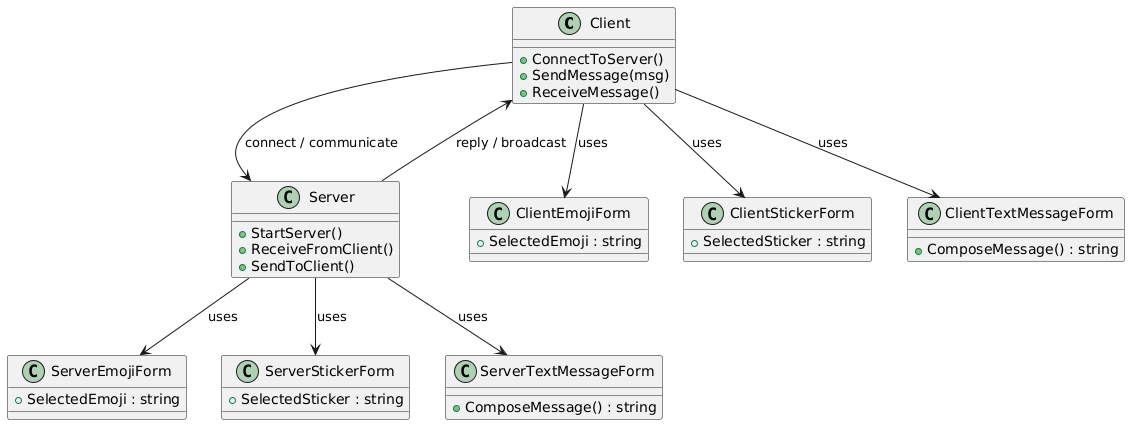 C Client
ConnectToServer()
SendMessage(msg)
ReceiveMessage()
connect / communicate
reply / broadcast
uses
uses
uses
C Server
StartServer()
ReceiveFromClient()
SendToClient()
C ClientEmojiForm
SelectedEmoji : string
C ClientStickerForm
SelectedSticker : string
C ClientTextMessageForm
ComposeMessage() : string
uses
uses
uses
C ServerEmojiForm
SelectedEmoji : string
C ServerStickerForm
SelectedSticker : string
C ServerTextMessageForm
ComposeMessage() : string